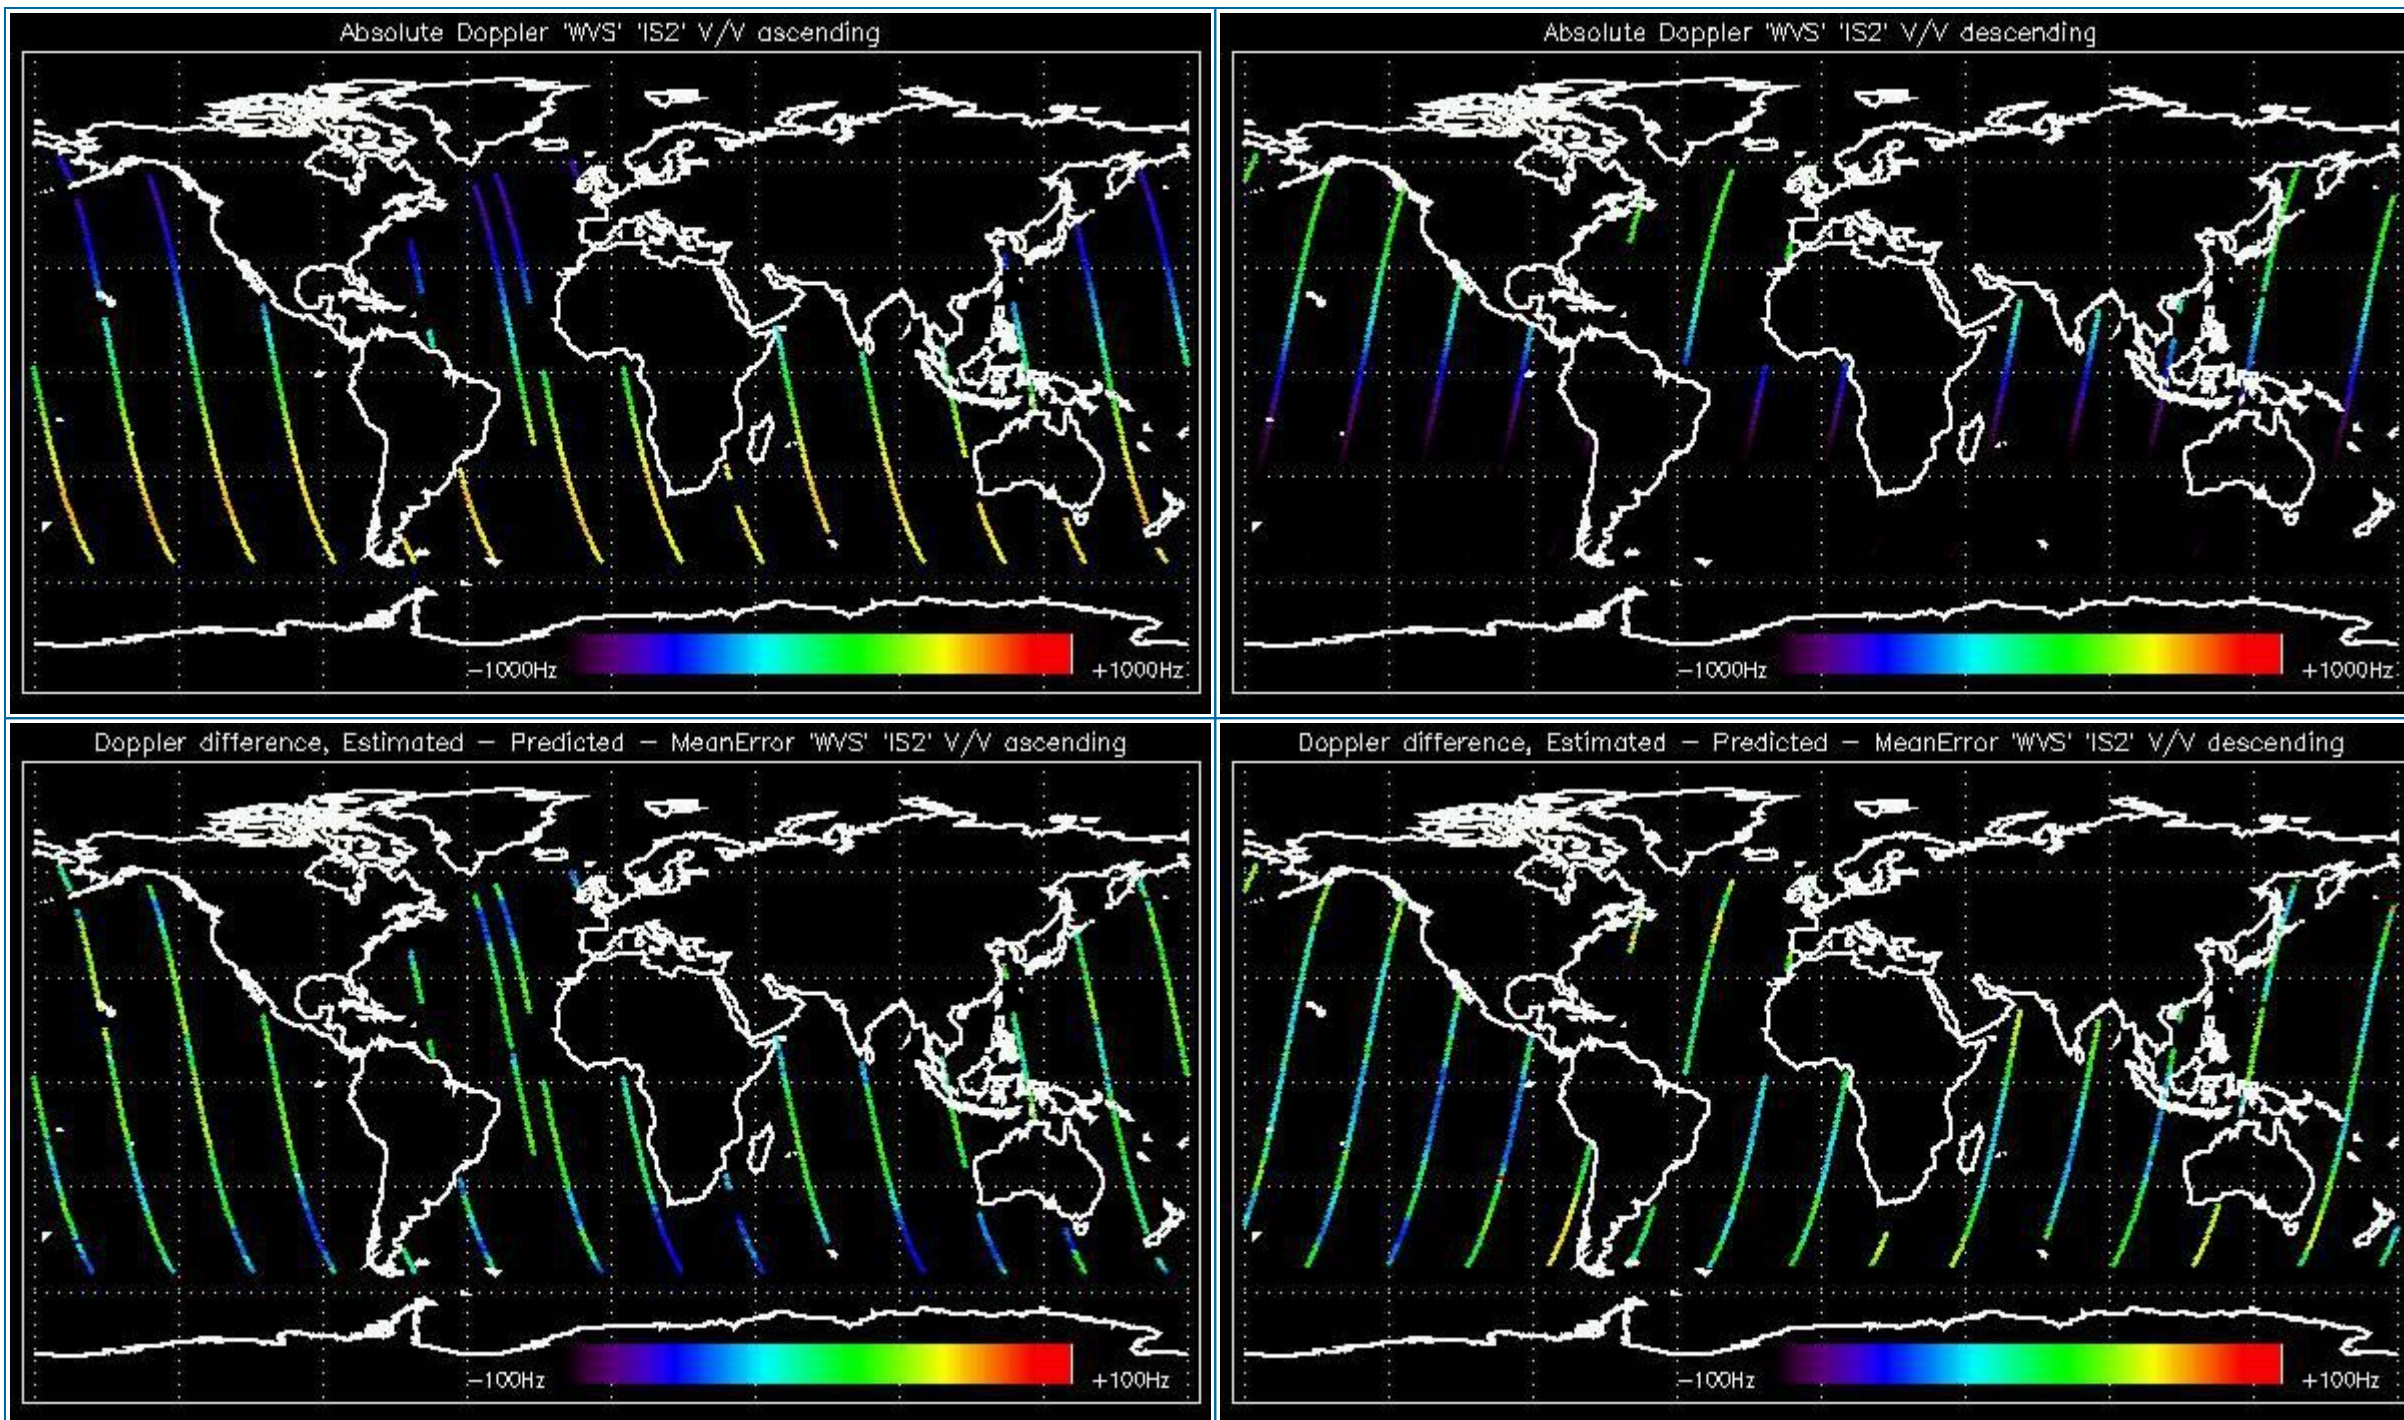 Absolute Doppler 'WVS' 'IS2' V/V ascending
-1000Hz +1000Hz
Absolute Doppler 'WVS' 'IS2' V/V descending
-1000Hz +1000Hz
Doppler difference, Estimated - Predicted - MeanError 'WVS' 'IS2' V/V ascending
-100Hz +100Hz
Doppler difference, Estimated - Predicted - MeanError 'WVS' 'IS2' V/V descending
-100Hz +100Hz